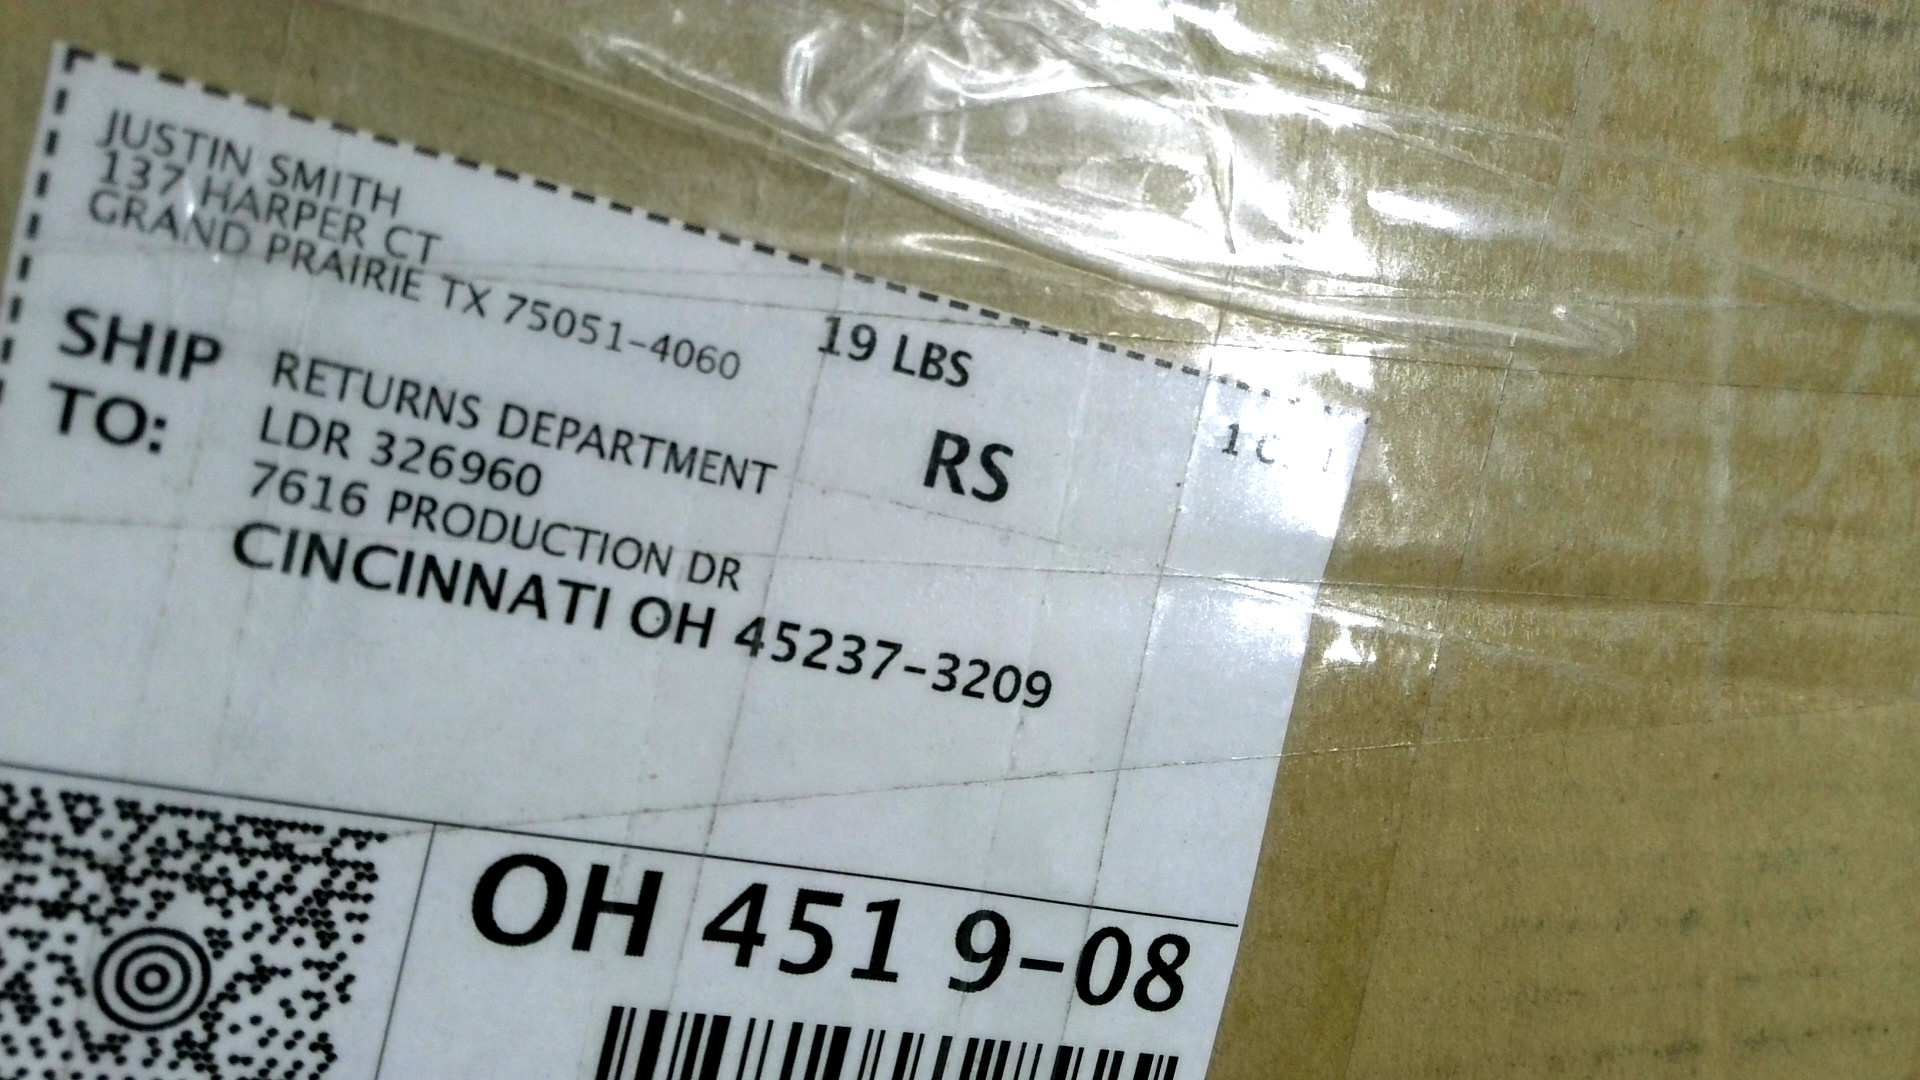 JUSTIN SMITH
137 HARPER CT
GRAND PRAIRIE TX 75051-4060
19 LBS
RS
SHIP TO:
RETURNS DEPARTMENT
LDR 326960
7616 PRODUCTION DR
CINCINNATI OH 45237-3209
OH 451 9-08